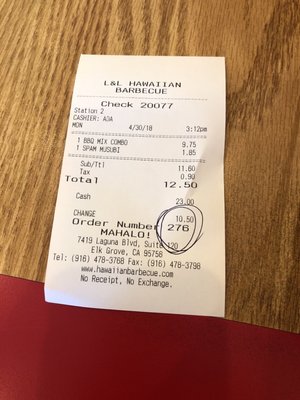 L&L HAWAIIAN
BARBECUE
Check 20077
Station 2
CASHIER: ADA
MON 4/30/18 3:12pm
1 BBQ MIX COMBO 9.75
1 SPAM MUSUBI 1.85
Sub/Ttl 11.60
Tax 0.90
Total 12.50
Cash 23.00
CHANGE 10.50
Order Number 276
MAHALO!
7419 Laguna Blvd, Suite 420
Elk Grove, CA 95758
Tel: (916) 478-3768 Fax: (916) 478-3798
www.hawaiianbarbecue.com
No Receipt, No Exchange.